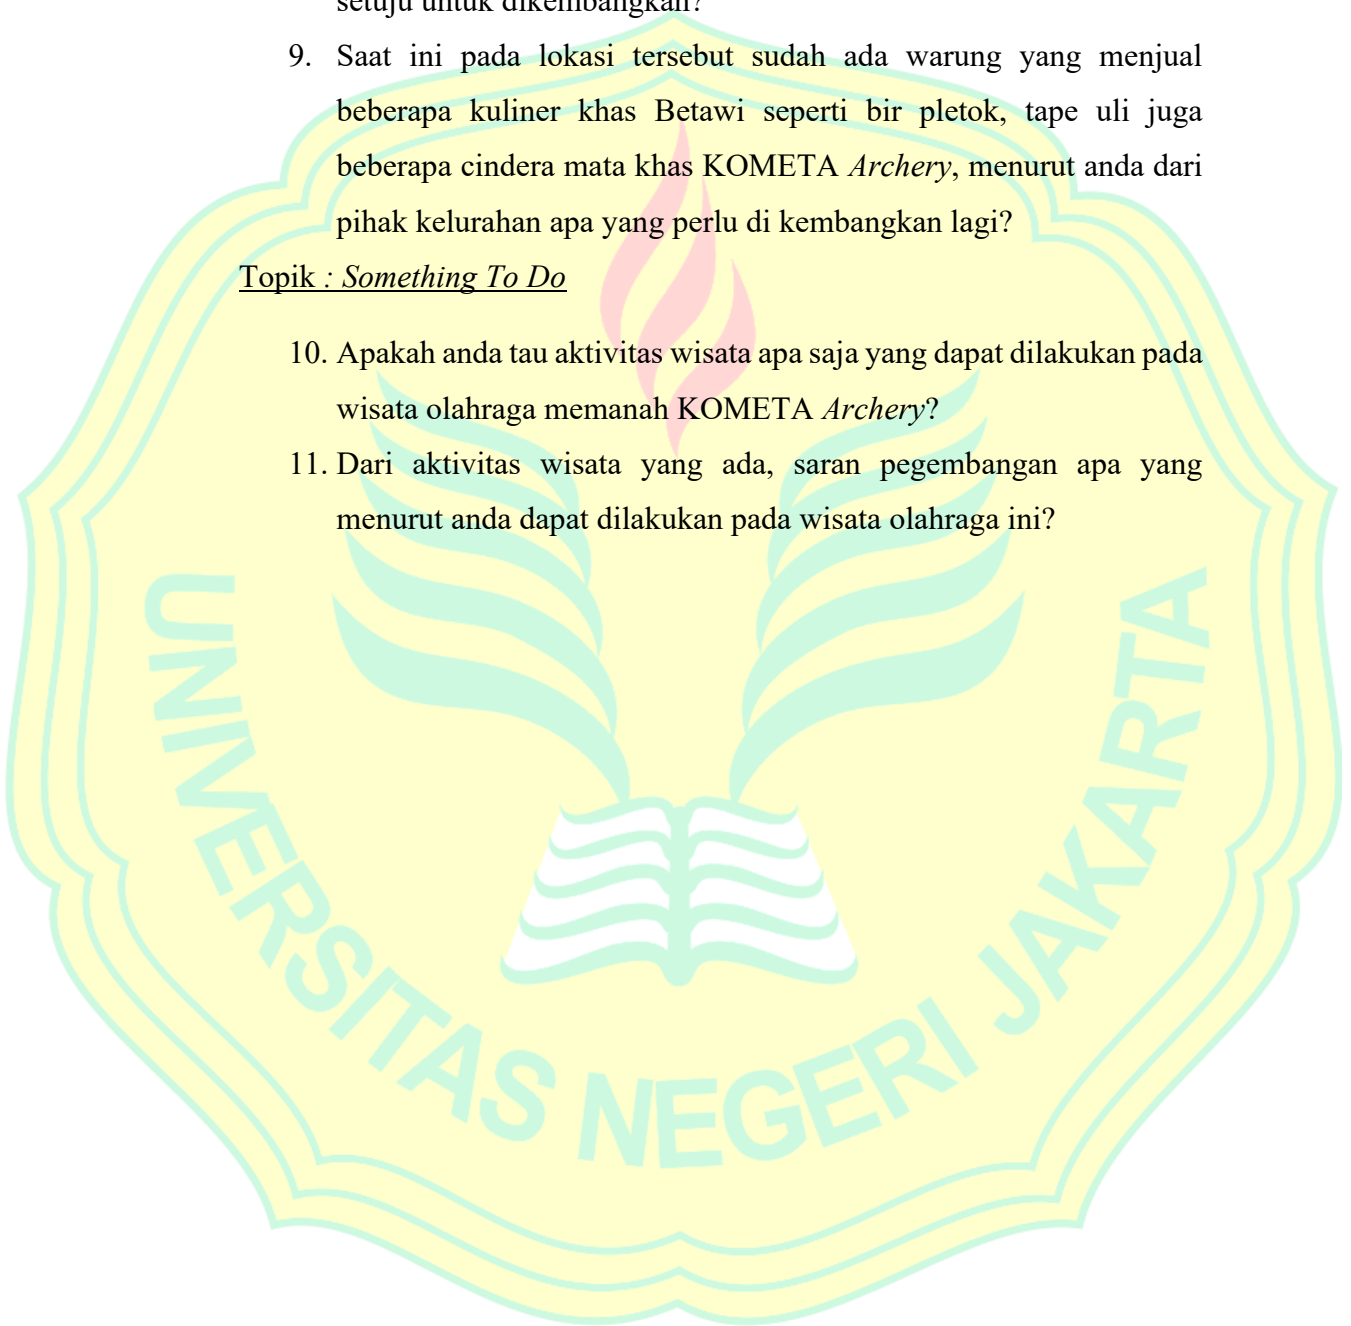 setuju untuk dikembangkan?
9. Saat ini pada lokasi tersebut sudah ada warung yang menjual
beberapa kuliner khas Betawi seperti bir pletok, tape uli juga
beberapa cindera mata khas KOMETA Archery, menurut anda dari
pihak kelurahan apa yang perlu di kembangkan lagi?
Topik : Something To Do
10. Apakah anda tau aktivitas wisata apa saja yang dapat dilakukan pada
wisata olahraga memanah KOMETA Archery?
11. Dari aktivitas wisata yang ada, saran pegembangan apa yang
menurut anda dapat dilakukan pada wisata olahraga ini?
UNIVERSITAS NEGERI JAKARTA